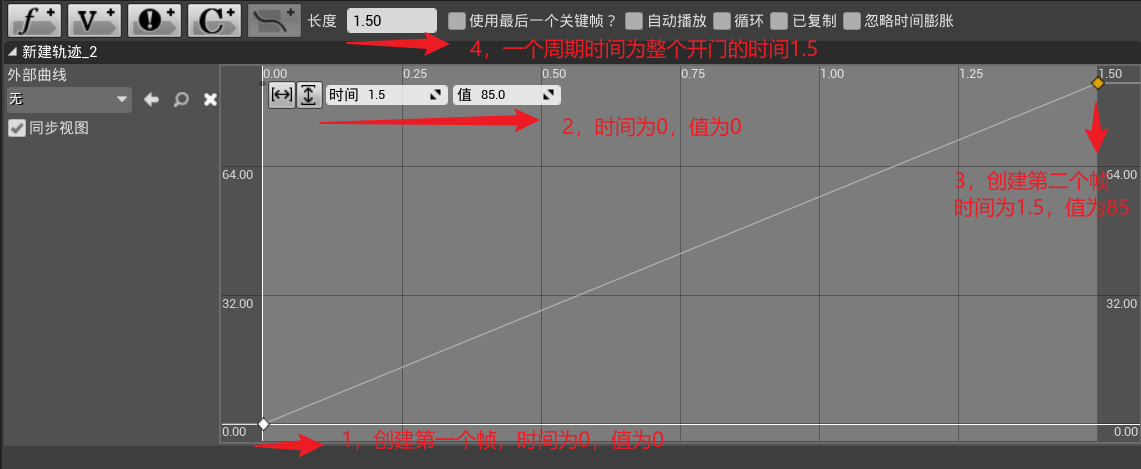 f V C 长度 1.50 使用最后一个关键帧？ 自动播放 循环 已复制 忽略时间膨胀
4，一个周期时间为整个开门的时间1.5
新建轨迹_2
外部曲线
无
同步视图
0.00 0.25 0.50 0.75 1.00 1.25 1.50
时间 1.5 值 85.0
2，时间为0，值为0
64.00 64.00
3，创建第二个帧
时间为1.5，值为85
32.00 32.00
0.00 0.00
1，创建第一个帧，时间为0，值为0